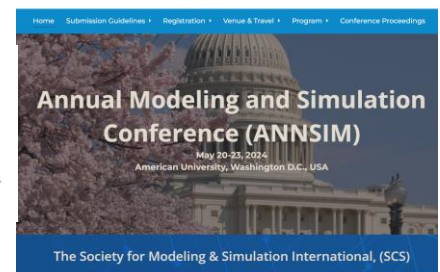 Home Submission Guidelines Registration Venue & Travel Program Conference Proceedings
Annual Modeling and Simulation
Conference (ANNSIM)
May 20-23, 2024
American University, Washington D.C., USA
The Society for Modeling & Simulation International, (SCS)